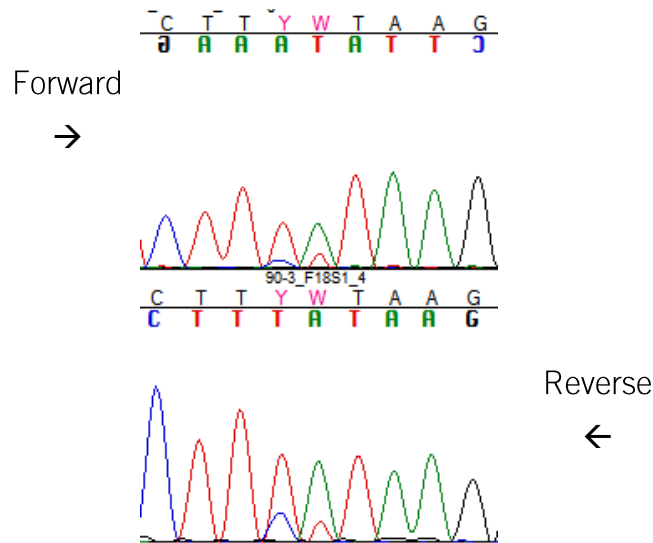 C T T Y W T A A G
G A A A T A T T C
Forward
→
90-3_F18S1_4
C T T Y W T A A G
C T T T A T A A G
Reverse
←